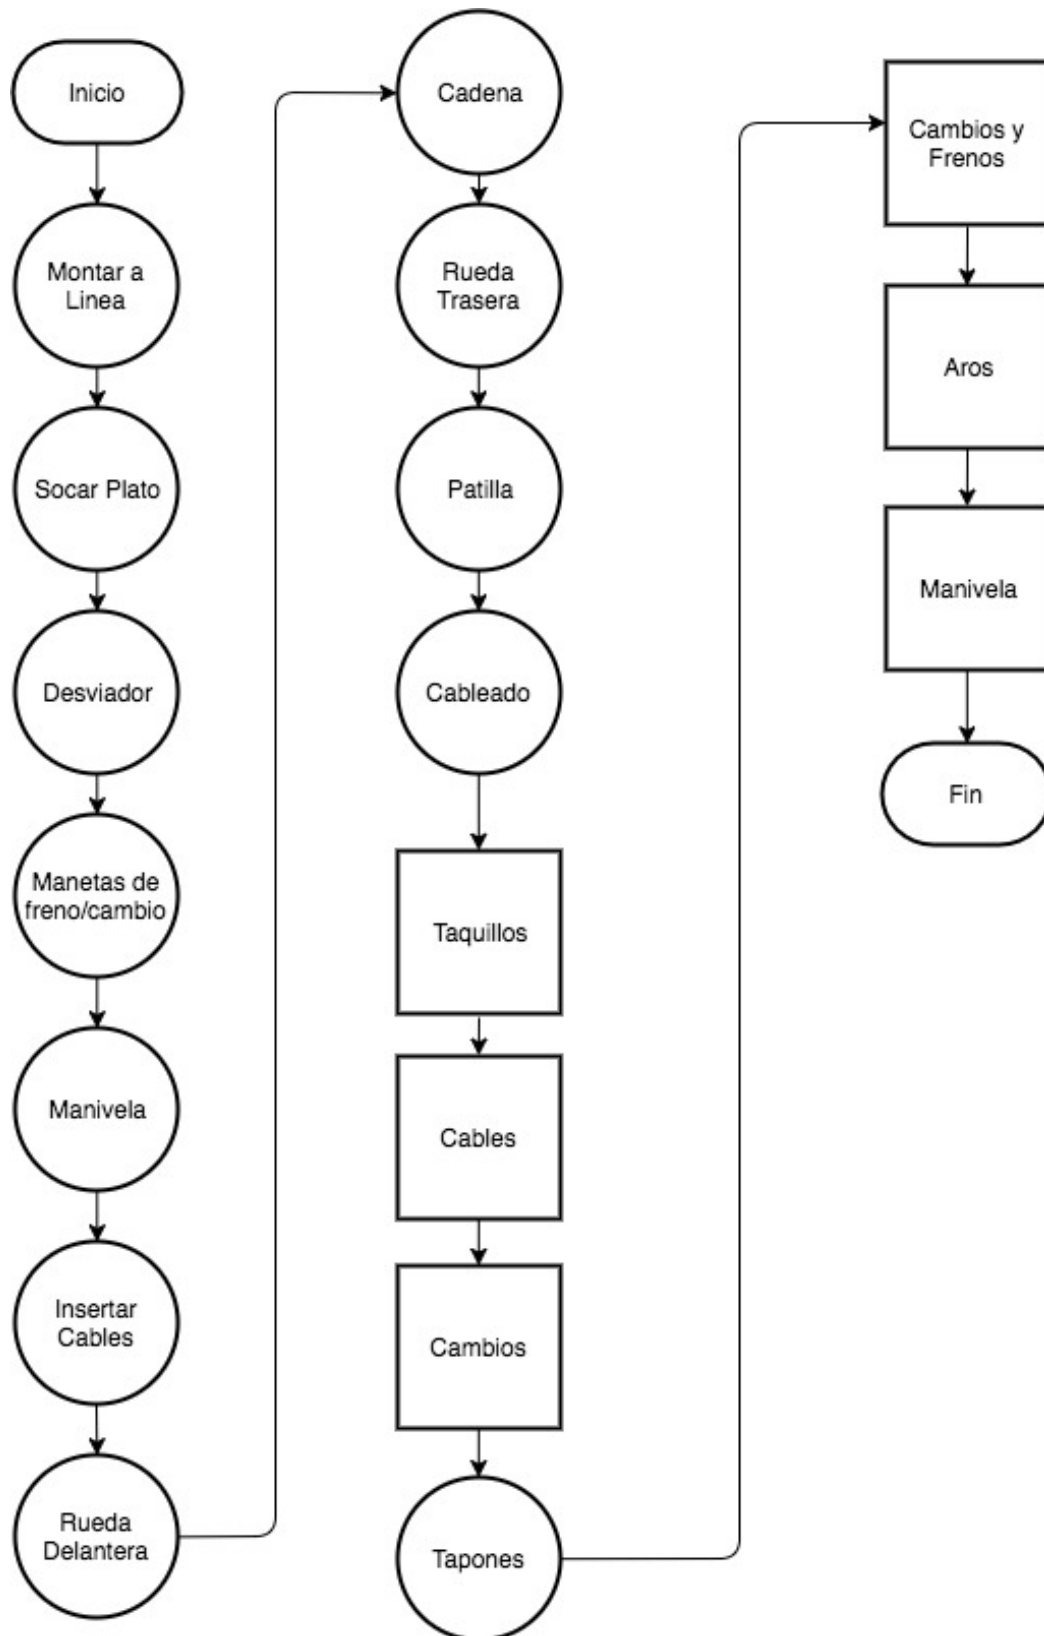 Inicio
Montar a
Linea
Socar Plato
Desviador
Manetas de
freno/cambio
Manivela
Insertar
Cables
Rueda
Delantera
Cadena
Rueda
Trasera
Patilla
Cableado
Taquillos
Cables
Cambios
Tapones
Cambios y
Frenos
Aros
Manivela
Fin